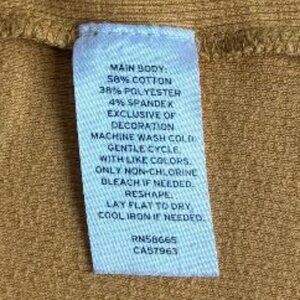 MAIN BODY:
58% COTTON
38% POLYESTER
4% SPANDEX
EXCLUSIVE OF
DECORATION
MACHINE WASH COLD.
GENTLE CYCLE.
WITH LIKE COLORS.
ONLY NON-CHLORINE
BLEACH IF NEEDED.
RESHAPE.
LAY FLAT TO DRY.
COOL IRON IF NEEDED.
RN58665
CA57963